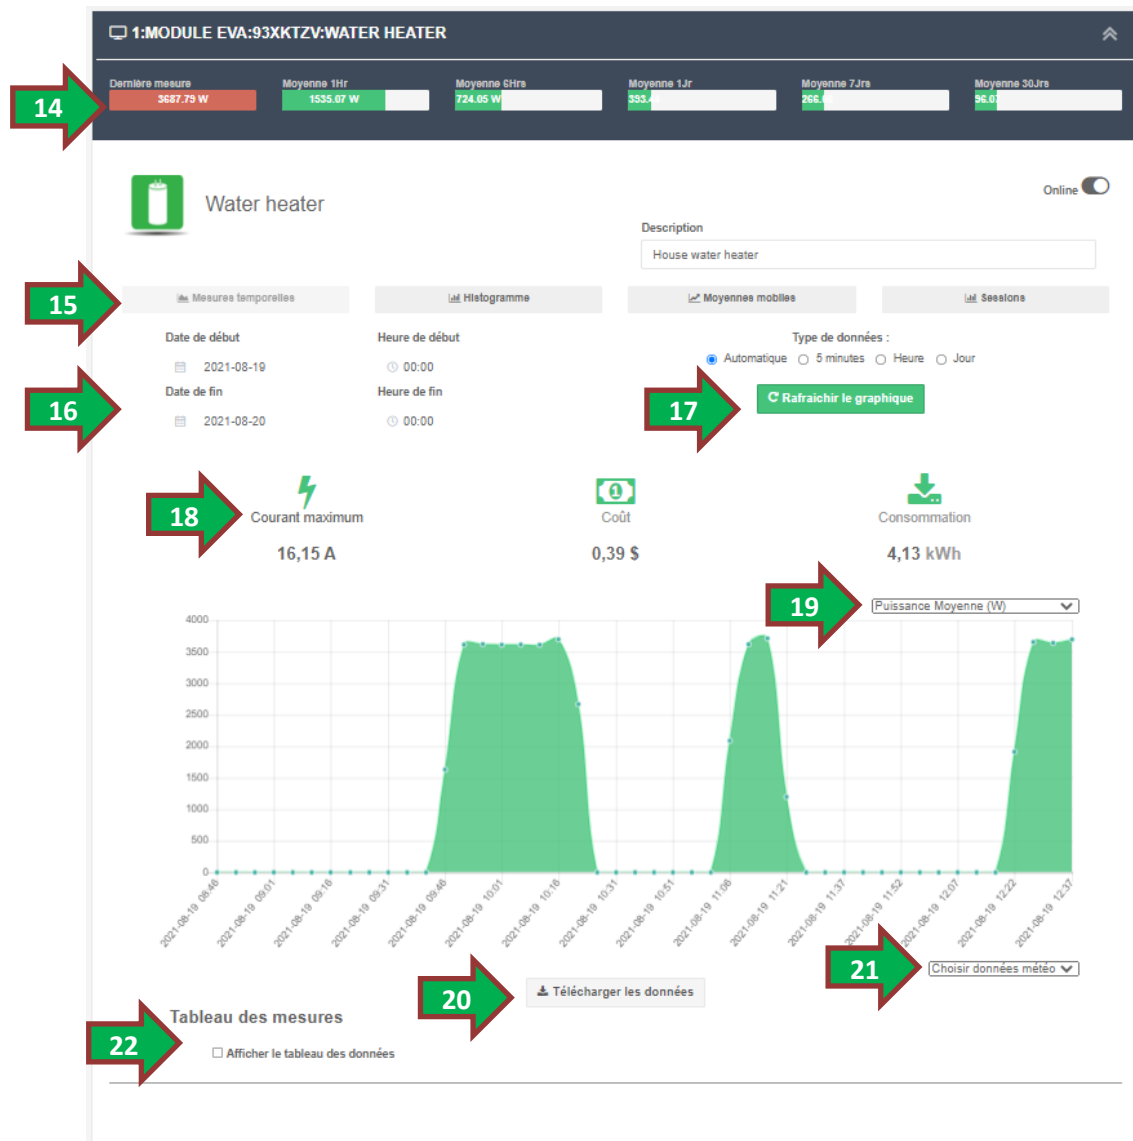 1:MODULE EVA:93XKTZV:WATER HEATER
Dernière mesure Moyenne 1Hr Moyenne 6Hrs Moyenne 1Jr Moyenne 7Jrs Moyenne 30Jrs
14 3687.79 W 1535.07 W 724.05 W
Water heater
Online
Description
House water heater
15 Mesures temporelles Histogramme Moyennes mobiles Sessions
Date de début Heure de début Type de données :
2021-08-19 00:00 Automatique 5 minutes Heure Jour
Date de fin Heure de fin
16 17 Rafraichir le graphique
2021-08-20 00:00
18 Courant maximum Coût Consommation
16,15 A 0,39 $ 4,13 kWh
19 Puissance Moyenne (W)
4000
3500
3000
2500
2000
1500
1000
500
0
2021-08-19 08:46 2021-08-19 09:01 2021-08-19 09:16 2021-08-19 09:31 2021-08-19 09:46 2021-08-19 10:01 2021-08-19 10:16 2021-08-19 10:31 2021-08-19 10:51 2021-08-19 11:06 2021-08-19 11:21 2021-08-19 11:37 2021-08-19 11:52 2021-08-19 12:07 2021-08-19 12:22 2021-08-19 12:37
21 Choisir données météo
20 Télécharger les données
Tableau des mesures
22 Afficher le tableau des données